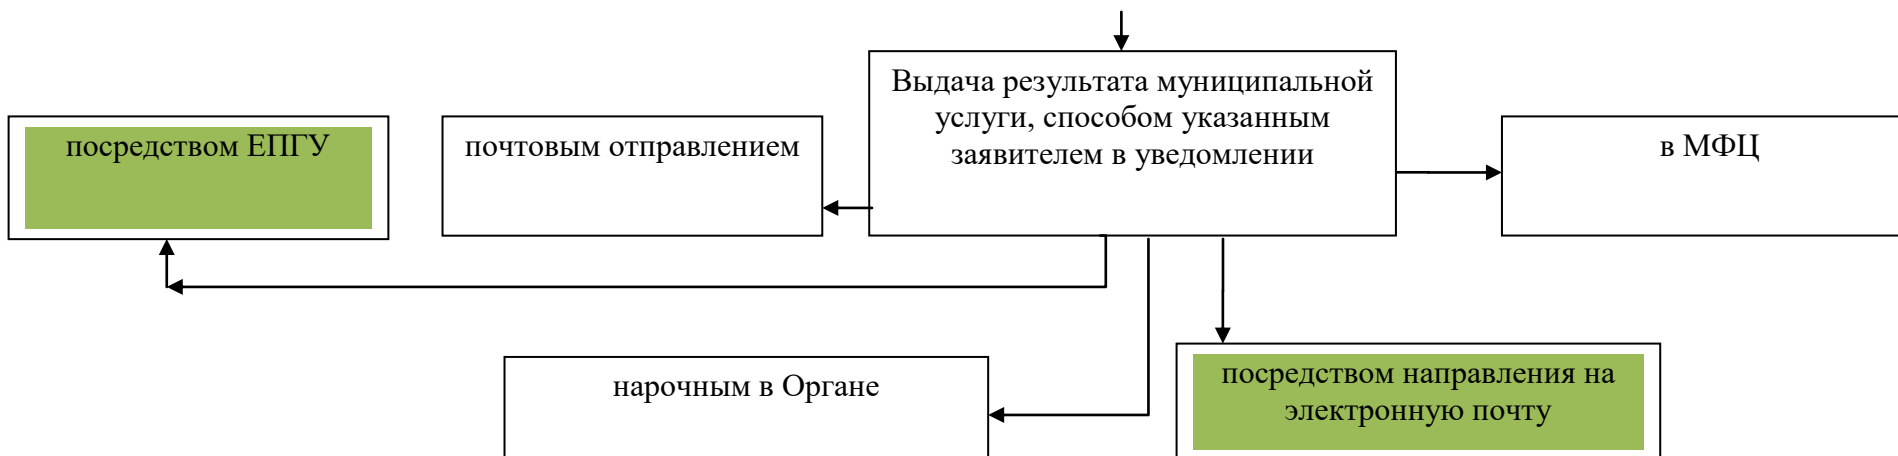 Выдача результата муниципальной
услуги, способом указанным
заявителем в уведомлении
посредством ЕПГУ
почтовым отправлением
в МФЦ
нарочным в Органе
посредством направления на
электронную почту